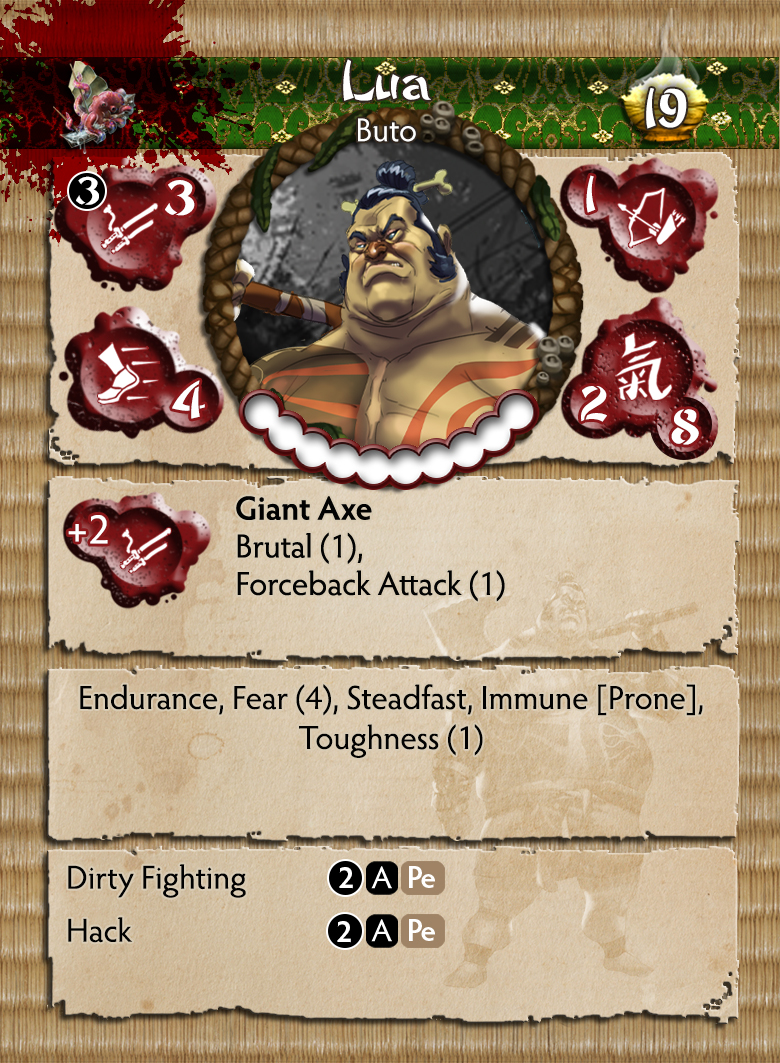 Lua
19
Buto
3 3
1
4
氣
2 8
+2
Giant Axe
Brutal (1),
Forceback Attack (1)
Endurance, Fear (4), Steadfast, Immune [Prone],
Toughness (1)
Dirty Fighting 2 A Pe
Hack 2 A Pe